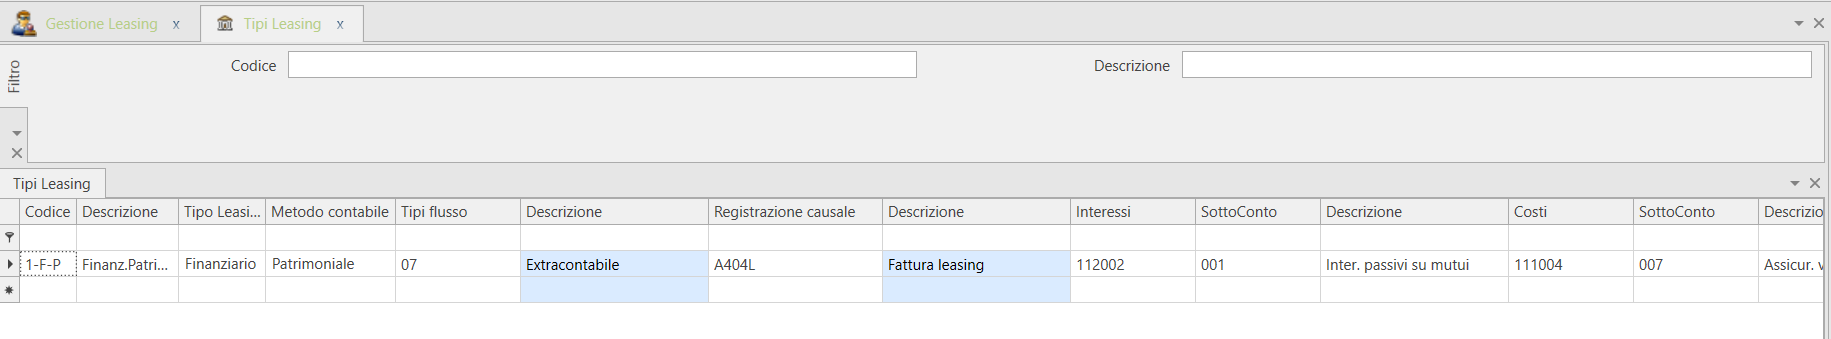 Gestione Leasing x Tipi Leasing x
Filtro
Codice Descrizione
Tipi Leasing
Codice Descrizione Tipo Leasi... Metodo contabile Tipi flusso Descrizione Registrazione causale Descrizione Interessi SottoConto Descrizione Costi SottoConto Descrizio
1-F-P Finanz.Patri... Finanziario Patrimoniale 07 Extracontabile A404L Fattura leasing 112002 001 Inter. passivi su mutui 111004 007 Assicur. v